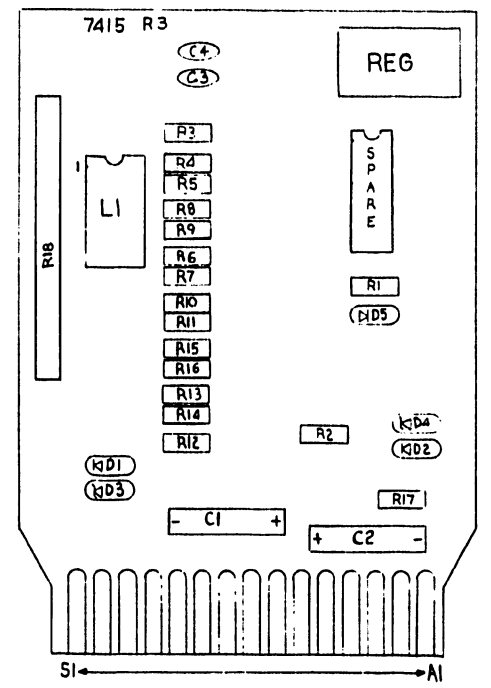 7415 R3
C4
C3
REG
R3
1
R4
SPARE
R5
L1
R8
R9
R18
R6
R7
R1
R10
D5
R11
R15
R16
R13
R14
D4
R2
R12
D2
D1
D3
R17
- C1 +
+ C2 -
S1
A1